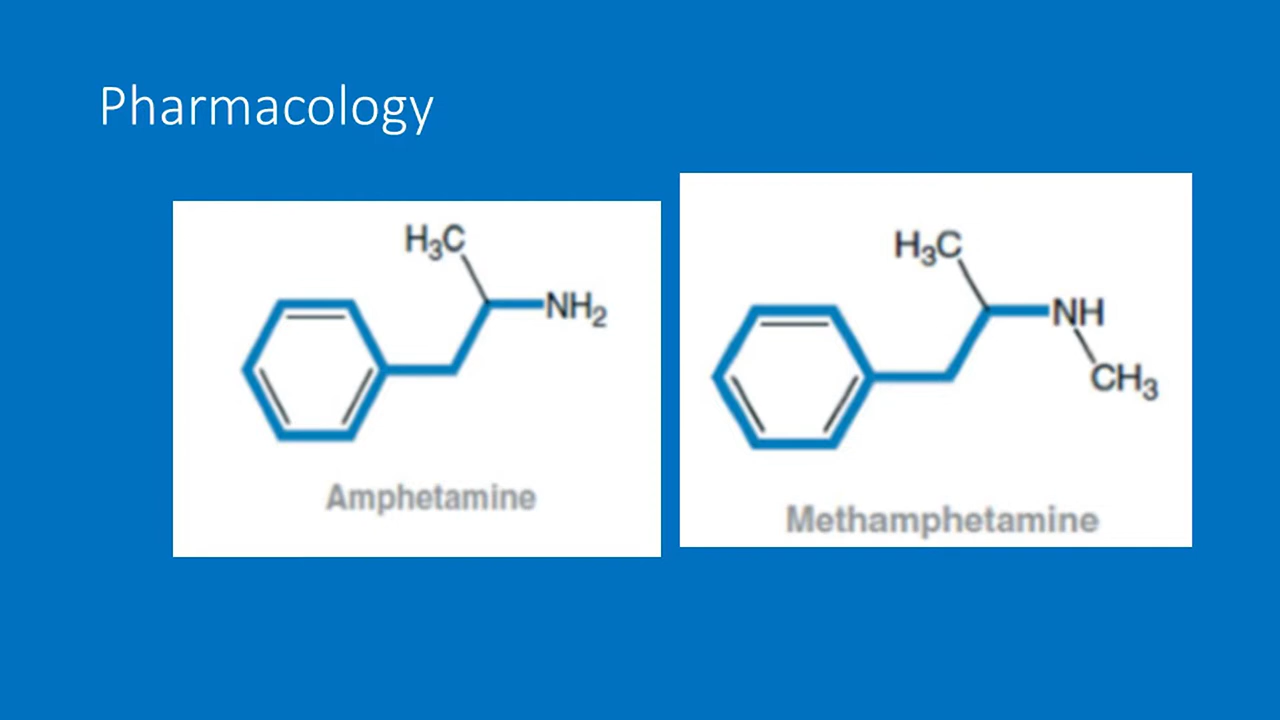 Pharmacology
H₃C
NH₂
Amphetamine
H₃C
NH
CH₃
Methamphetamine